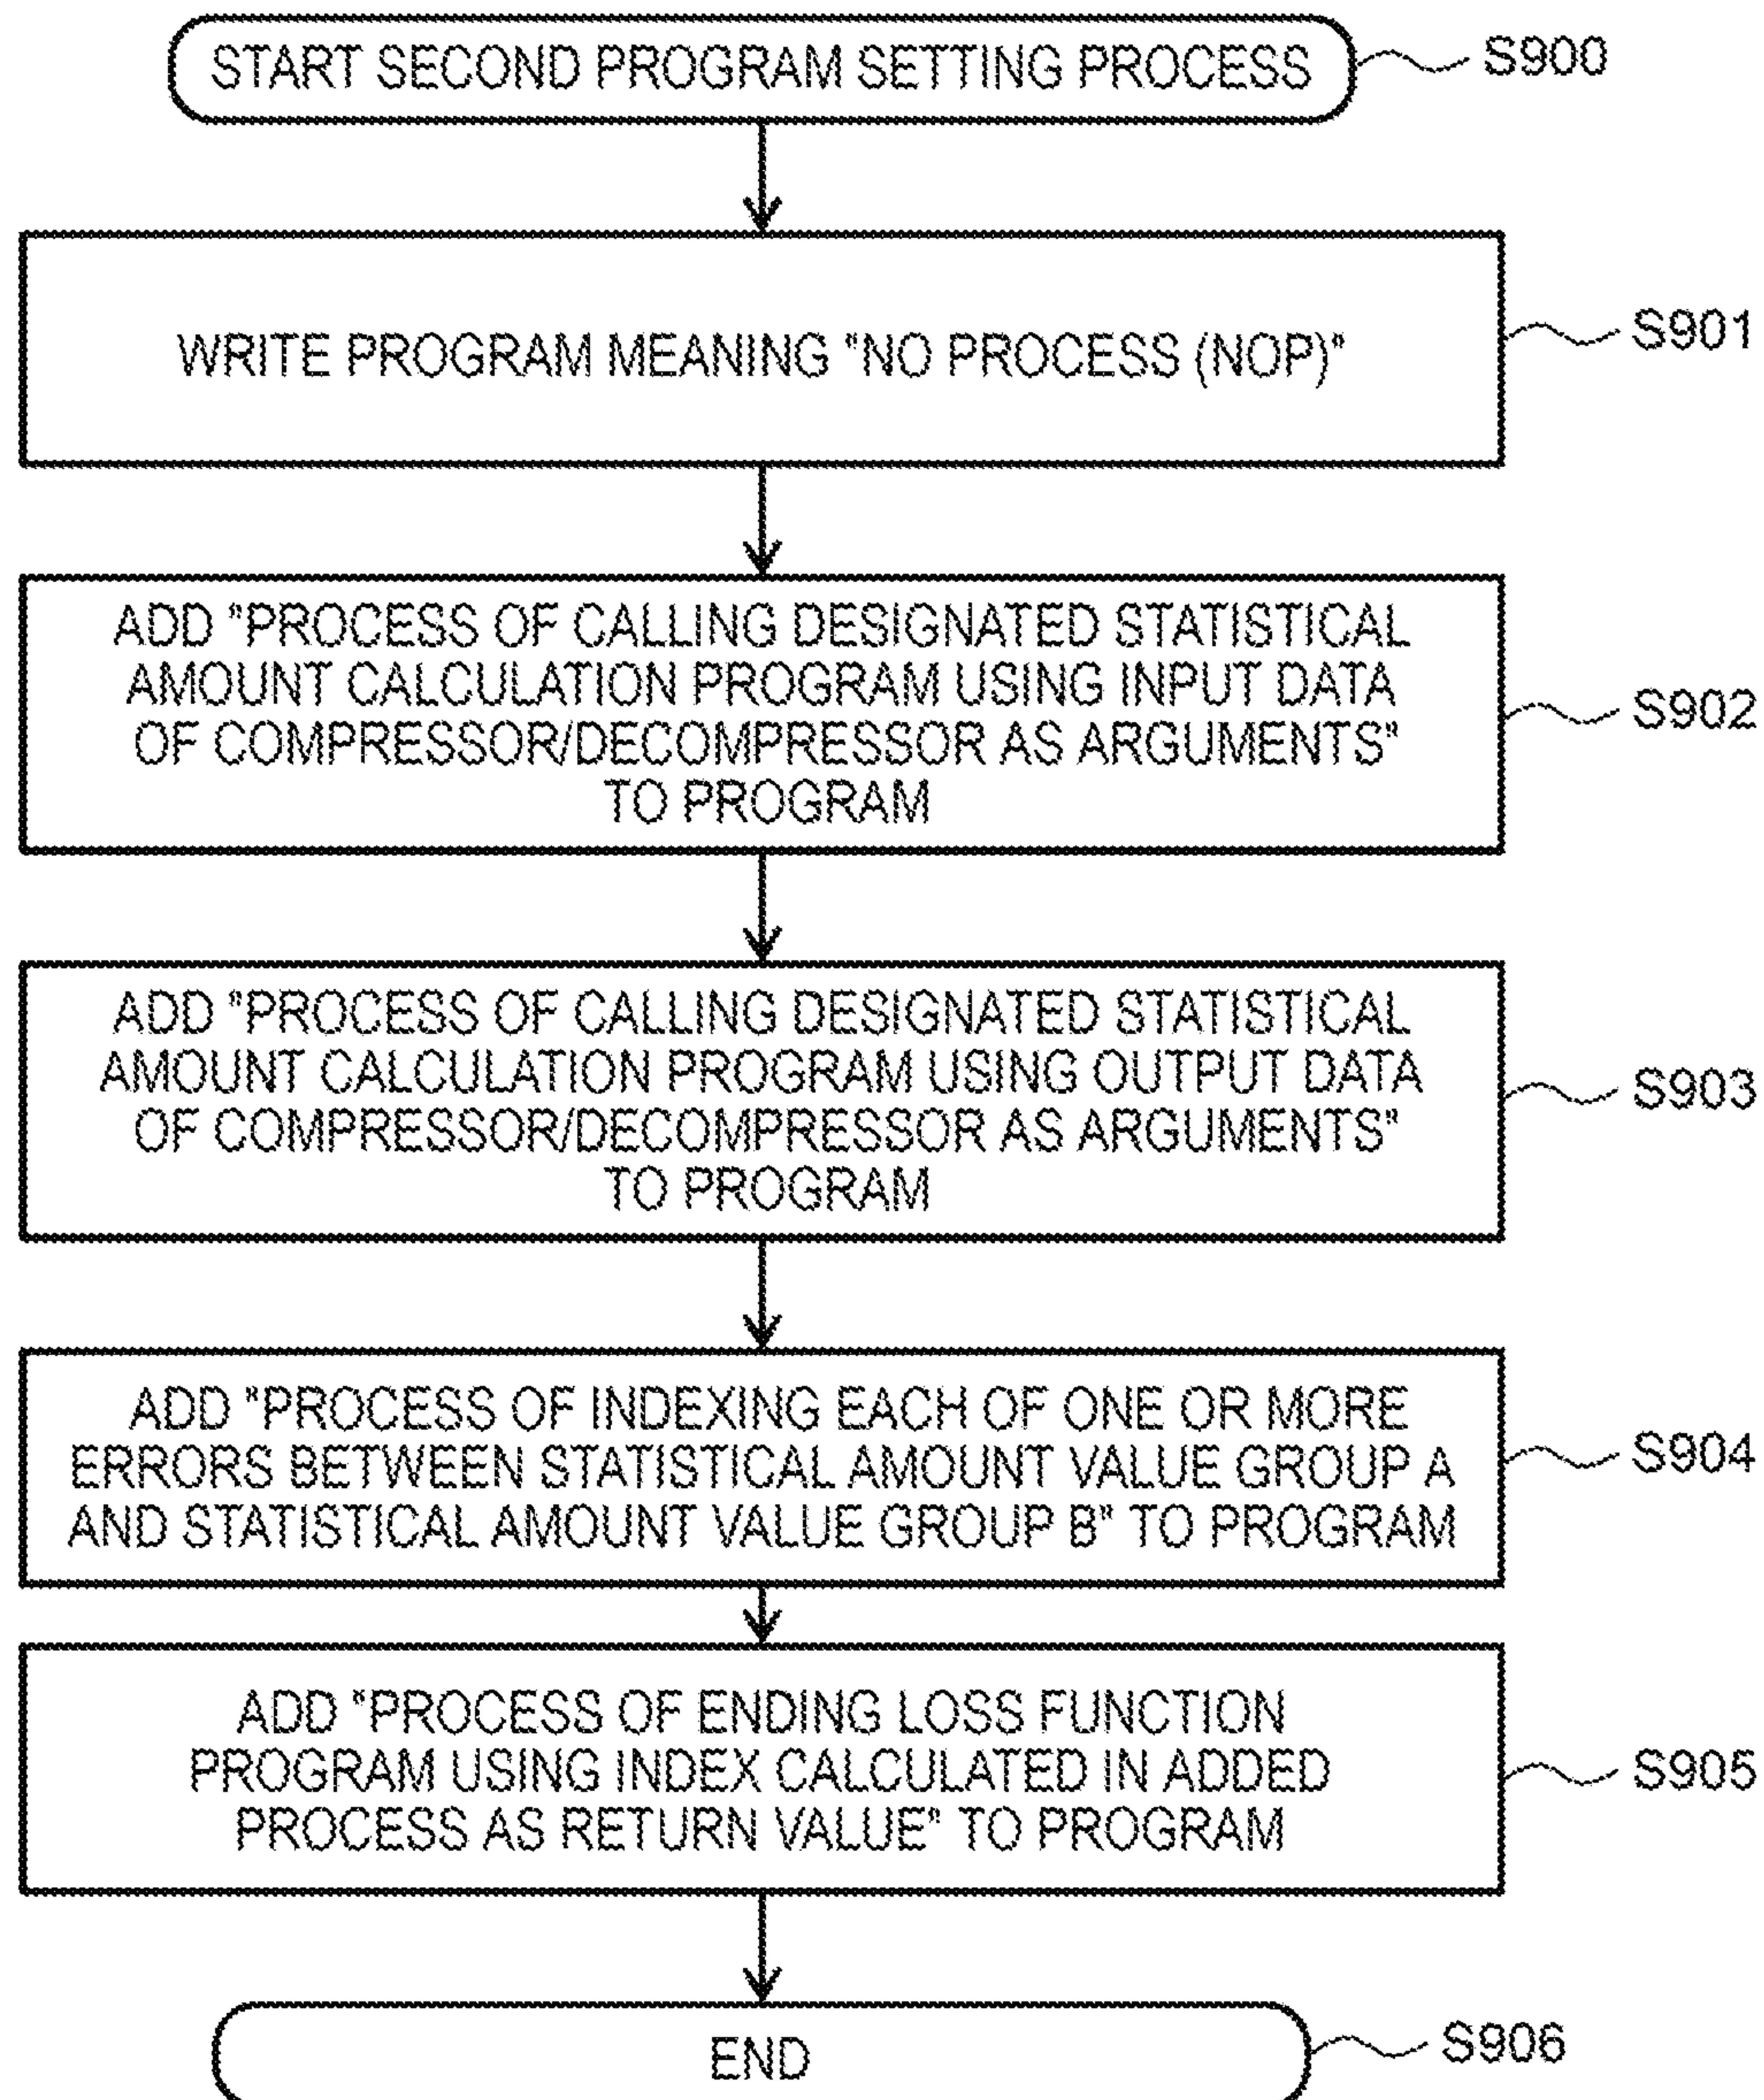 START SECOND PROGRAM SETTING PROCESS
S900
WRITE PROGRAM MEANING "NO PROCESS (NOP)"
S901
ADD "PROCESS OF CALLING DESIGNATED STATISTICAL
AMOUNT CALCULATION PROGRAM USING INPUT DATA
OF COMPRESSOR/DECOMPRESSOR AS ARGUMENTS"
TO PROGRAM
S902
ADD "PROCESS OF CALLING DESIGNATED STATISTICAL
AMOUNT CALCULATION PROGRAM USING OUTPUT DATA
OF COMPRESSOR/DECOMPRESSOR AS ARGUMENTS"
TO PROGRAM
S903
ADD "PROCESS OF INDEXING EACH OF ONE OR MORE
ERRORS BETWEEN STATISTICAL AMOUNT VALUE GROUP A
AND STATISTICAL AMOUNT VALUE GROUP B" TO PROGRAM
S904
ADD "PROCESS OF ENDING LOSS FUNCTION
PROGRAM USING INDEX CALCULATED IN ADDED
PROCESS AS RETURN VALUE" TO PROGRAM
S905
END
S906